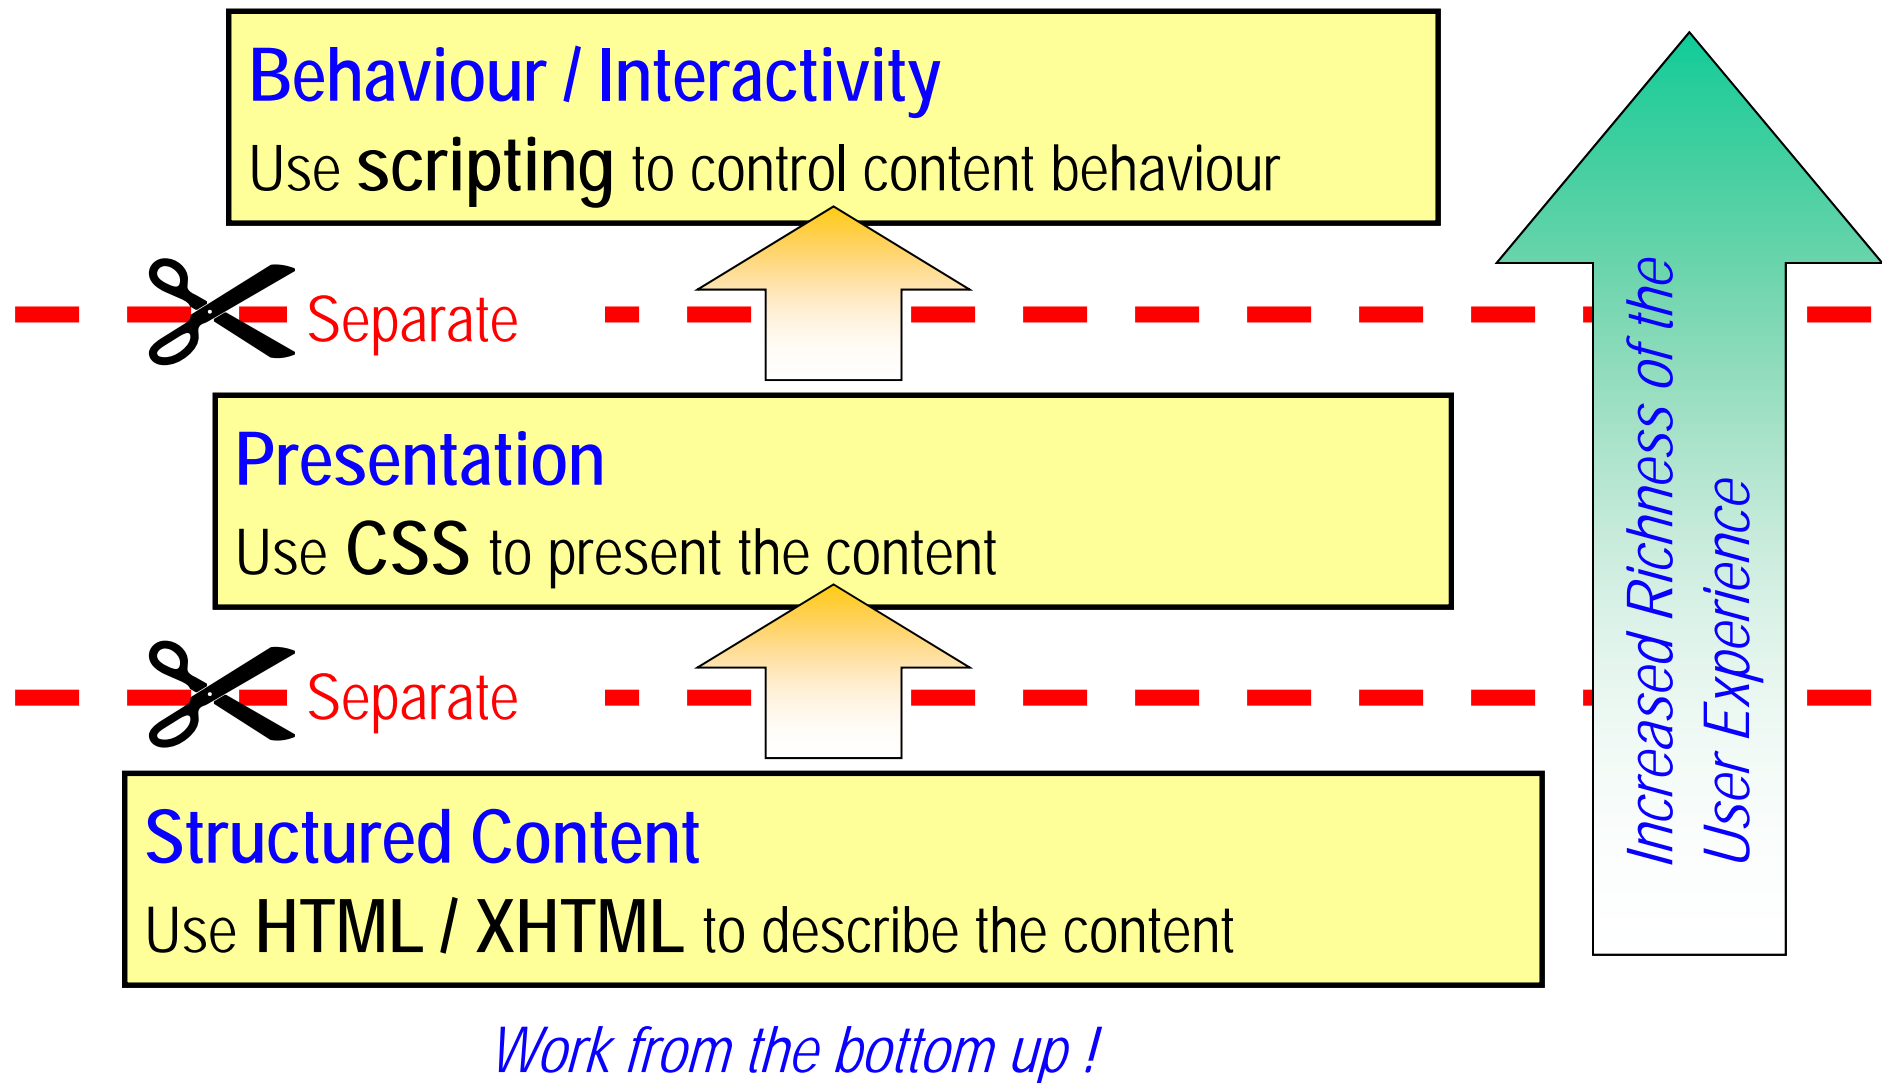 Behaviour / Interactivity
Use scripting to control content behaviour
Separate
Presentation
Use CSS to present the content
Separate
Structured Content
Use HTML / XHTML to describe the content
Increased Richness of the
User Experience
Work from the bottom up !